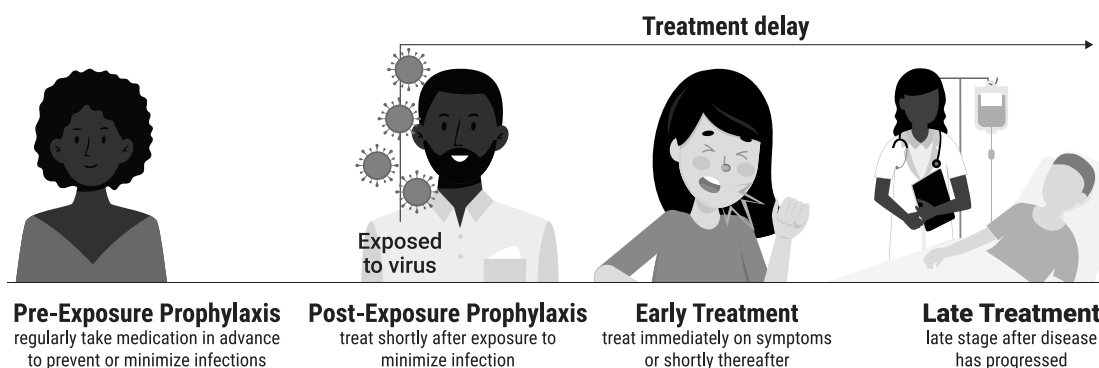 Treatment delay
Exposed
to virus
Pre-Exposure Prophylaxis
regularly take medication in advance
to prevent or minimize infections
Post-Exposure Prophylaxis
treat shortly after exposure to
minimize infection
Early Treatment
treat immediately on symptoms
or shortly thereafter
Late Treatment
late stage after disease
has progressed